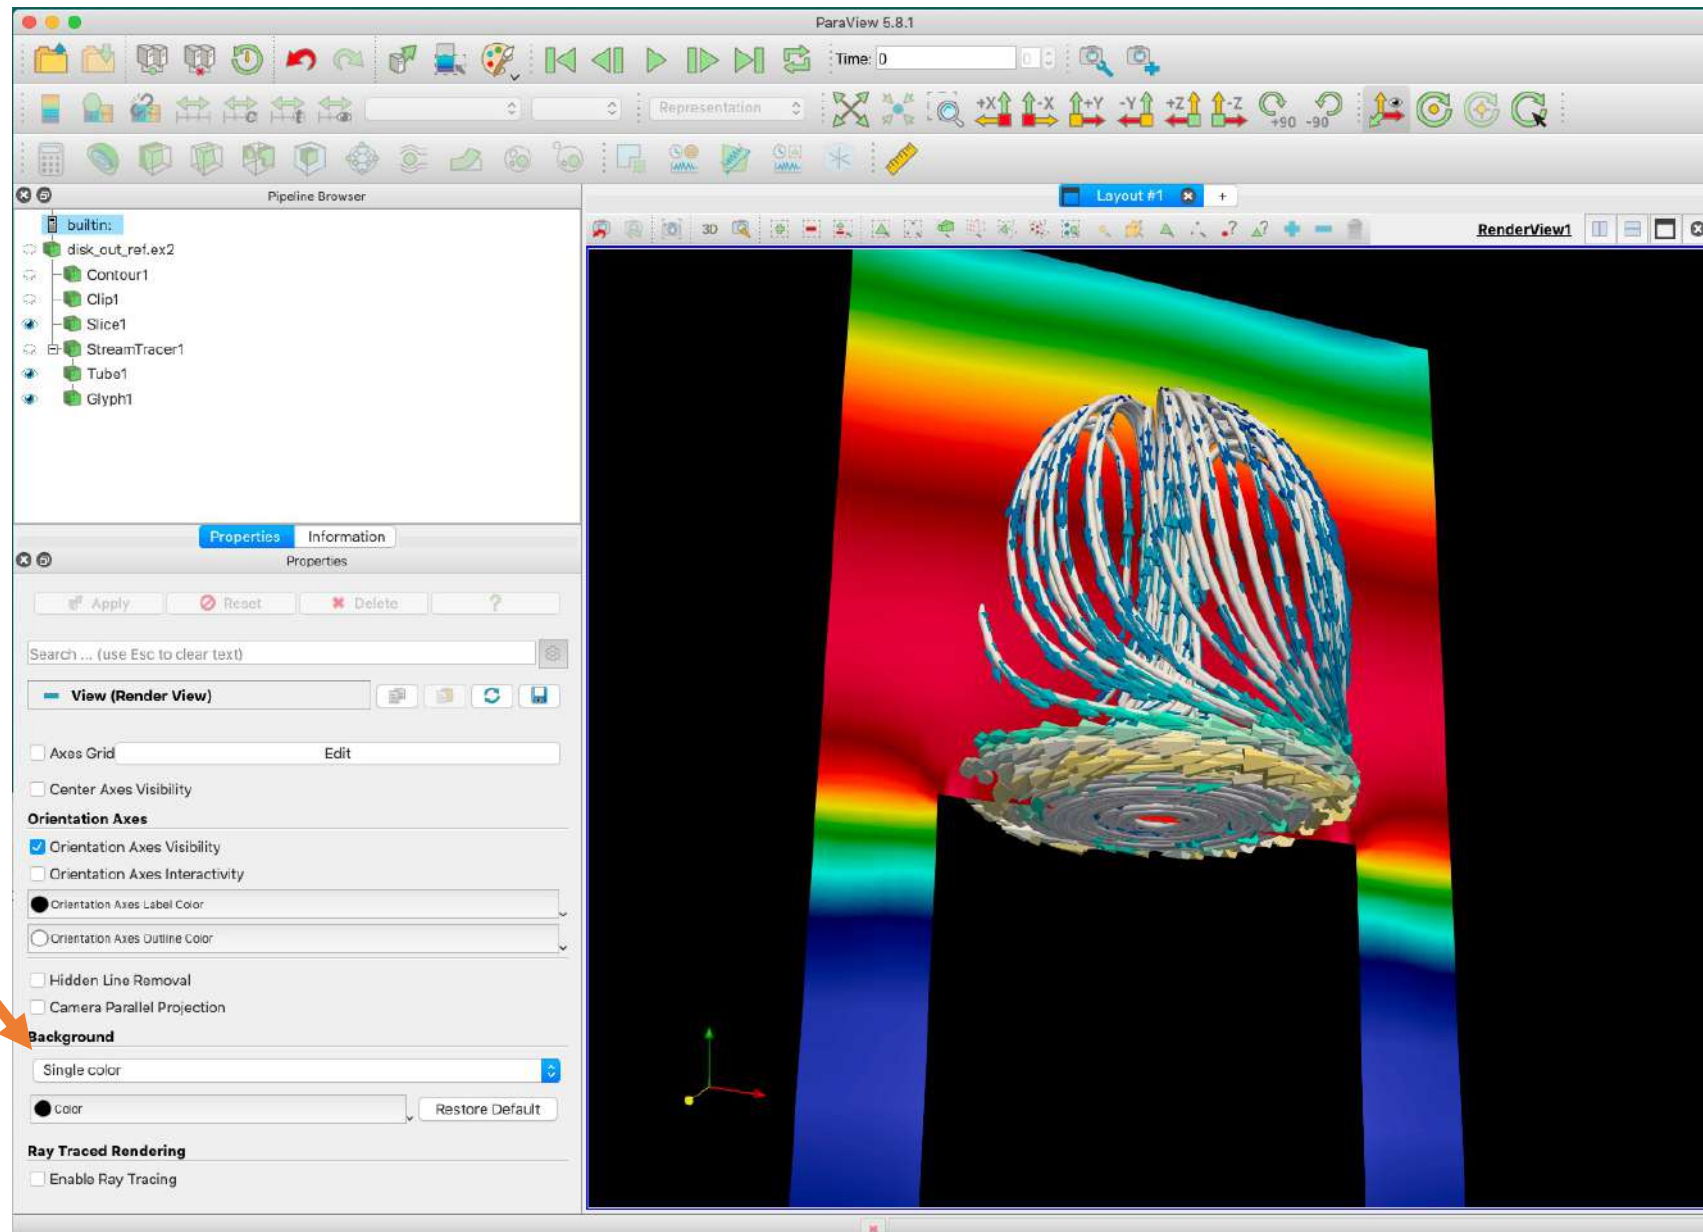 ParaView 5.8.1
Time: 0
0
Representation
+X
-X
+Y
-Y
+Z
-Z
+90
-90
Pipeline Browser
Layout #1
+
builtin:
3D
RenderView1
disk_out_ref.ex2
Contour1
Clip1
Slice1
StreamTracer1
Tube1
Glyph1
Properties
Information
Properties
Apply
Reset
Delete
?
Search ... (use Esc to clear text)
View (Render View)
Axes Grid
Edit
Center Axes Visibility
Orientation Axes
Orientation Axes Visibility
Orientation Axes Interactivity
Orientation Axes Label Color
Orientation Axes Outline Color
Hidden Line Removal
Camera Parallel Projection
Background
Single color
Color
Restore Default
Ray Traced Rendering
Enable Ray Tracing